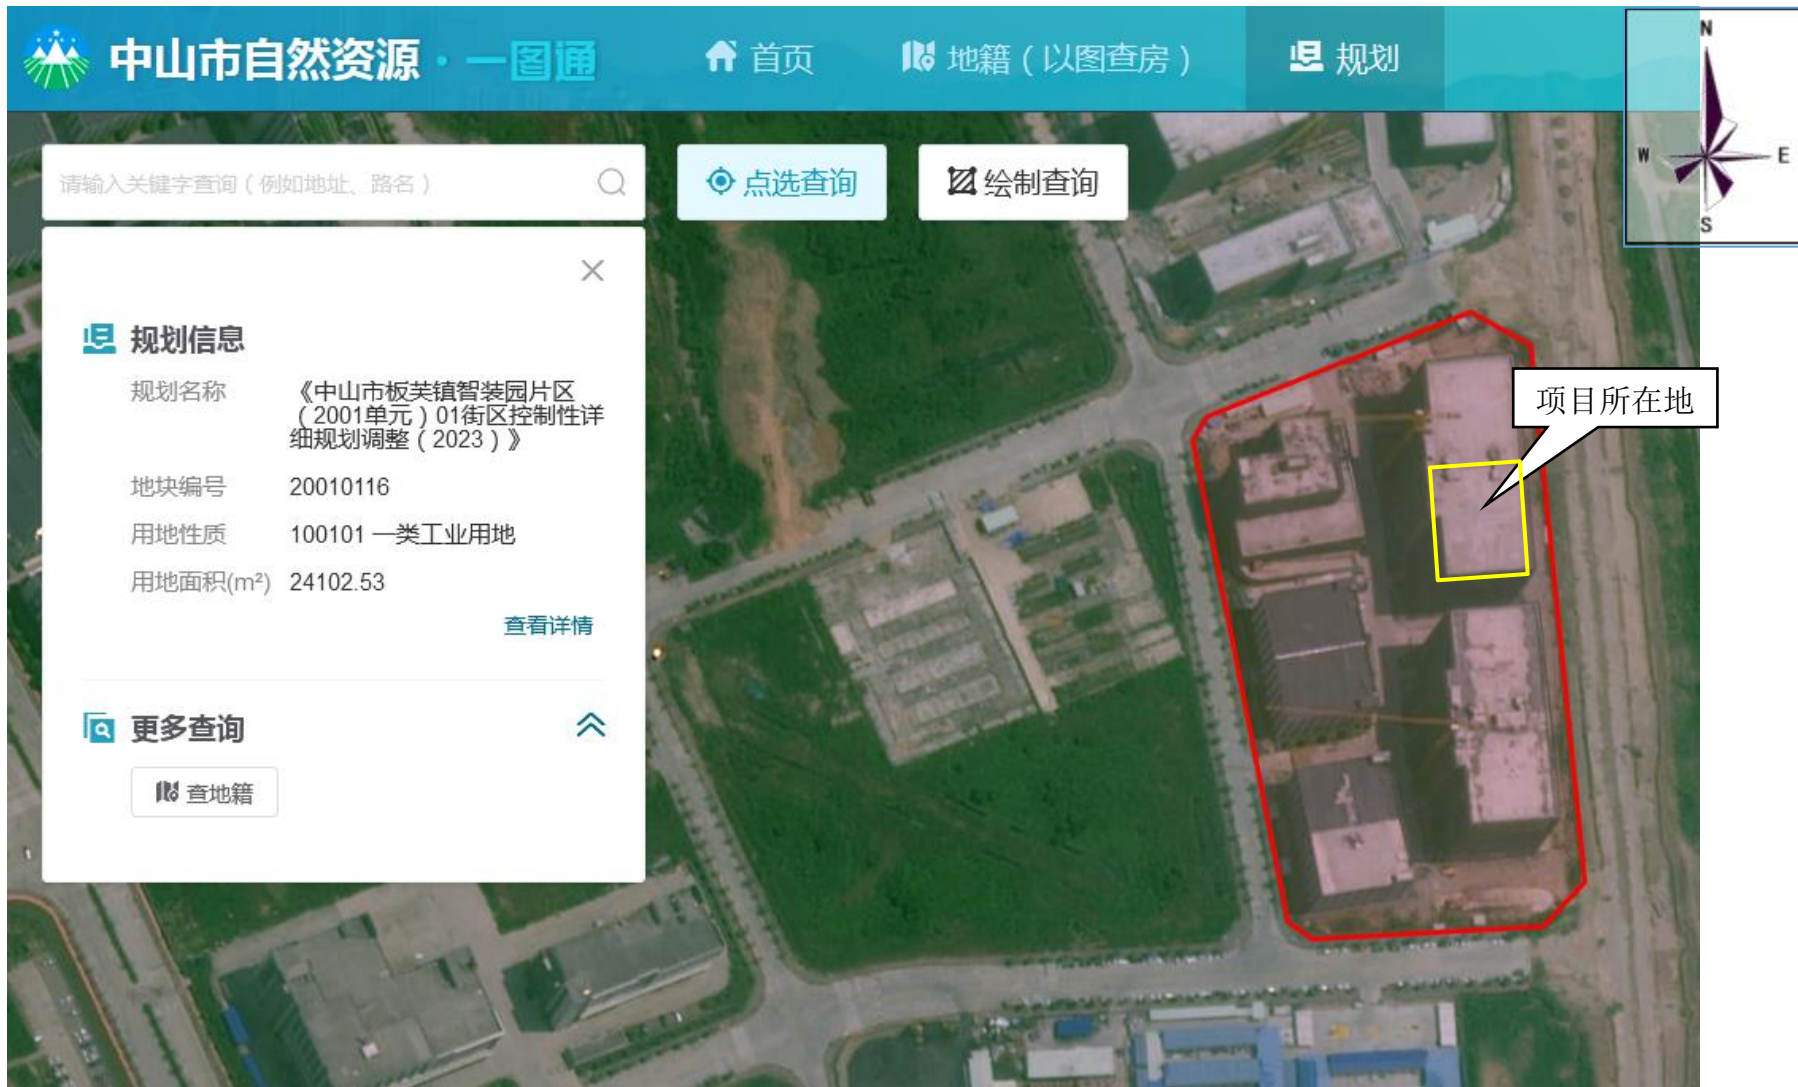 中山市自然资源·一图通
首页
地籍（以图查房）
规划
N
W
E
S
请输入关键字查询（例如地址、路名）
点选查询
绘制查询
规划信息
规划名称
《中山市板芙镇智装园片区
（2001单元）01街区控制性详
细规划调整（2023）》
地块编号 20010116
用地性质 100101 一类工业用地
用地面积(m²) 24102.53
查看详情
更多查询
查地籍
项目所在地